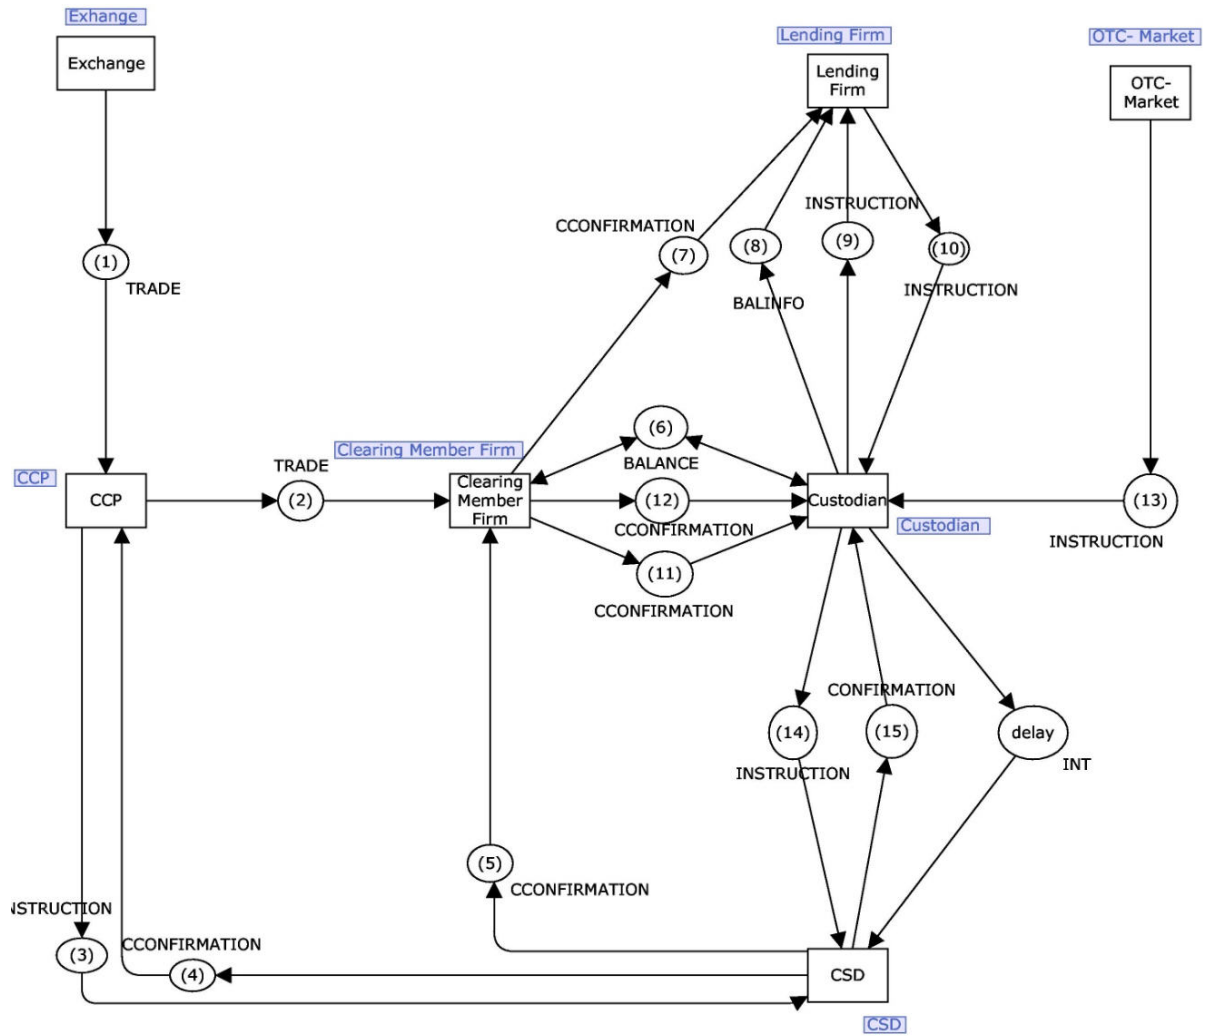 Exhange
Exchange
Lending Firm
Lending
Firm
OTC- Market
OTC-
Market
(1)
TRADE
CCONFIRMATION
(7)
(8)
BALINFO
INSTRUCTION
(9)
(10)
INSTRUCTION
CCP
CCP
TRADE
(2)
Clearing Member Firm
Clearing
Member
Firm
(6)
BALANCE
(12)
CCONFIRMATION
(11)
CCONFIRMATION
Custodian
Custodian
(13)
INSTRUCTION
(14)
INSTRUCTION
CONFIRMATION
(15)
delay
INT
(5)
CCONFIRMATION
NSTRUCTION
(3)
CCONFIRMATION
(4)
CSD
CSD